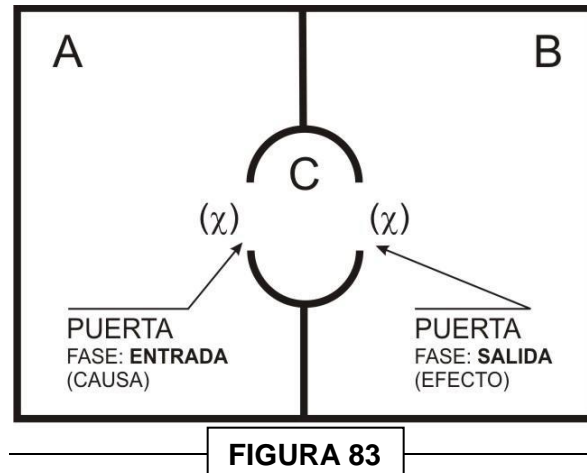 A
B
C
(χ)
(χ)
PUERTA
FASE: ENTRADA
(CAUSA)
PUERTA
FASE: SALIDA
(EFECTO)
FIGURA 83